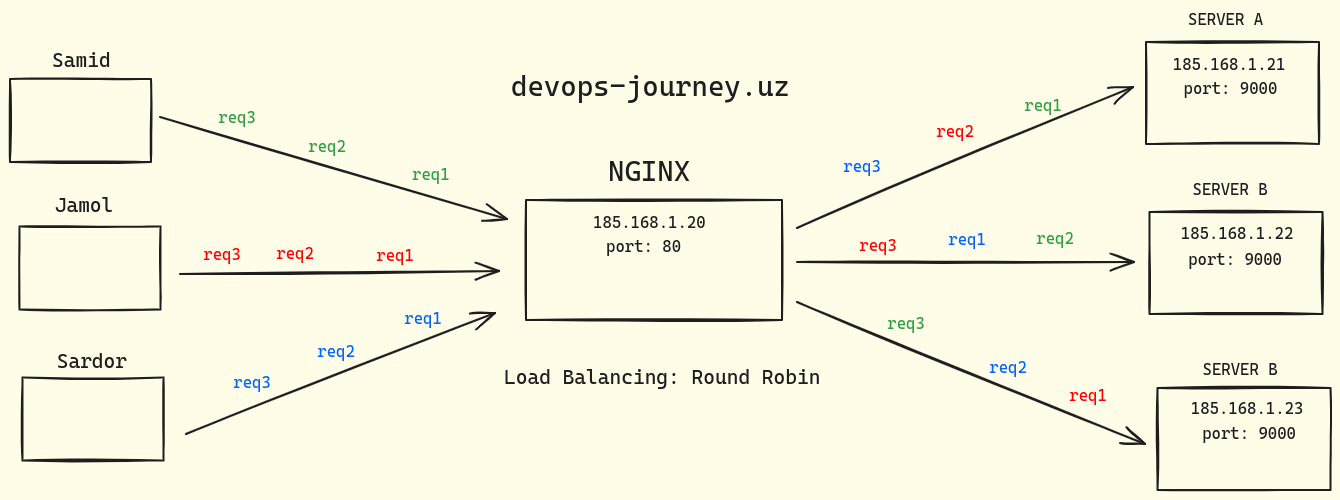 Samid
req3
req2
req1
Jamol
req3
req2
req1
Sardor
req1
req2
req3
devops-journey.uz
NGINX
185.168.1.20
port: 80
Load Balancing: Round Robin
req1
req2
req3
req3
req1
req2
req3
req2
req1
SERVER A
185.168.1.21
port: 9000
SERVER B
185.168.1.22
port: 9000
SERVER B
185.168.1.23
port: 9000